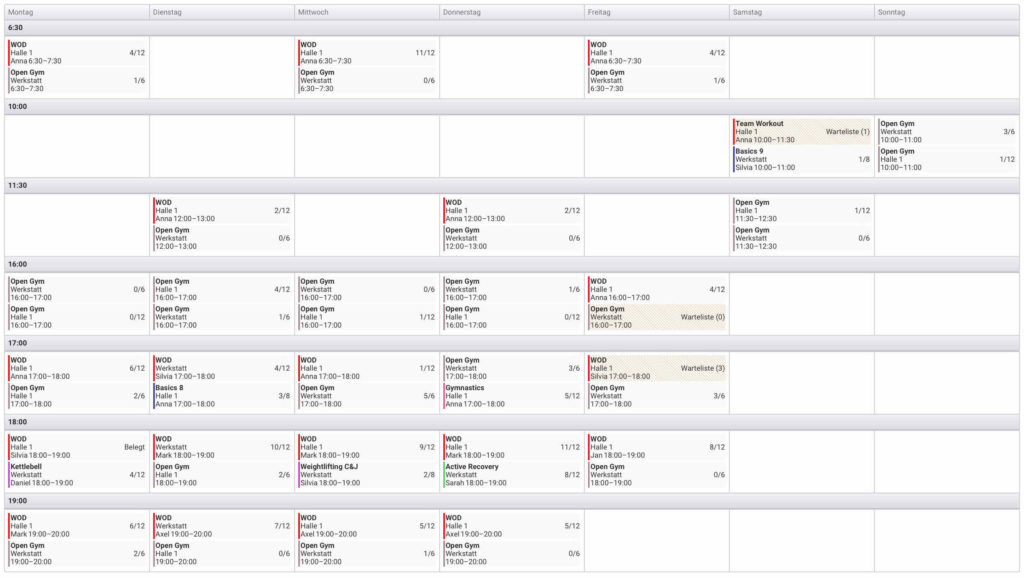 Montag
Dienstag
Mittwoch
Donnerstag
Freitag
Samstag
Sonntag
6:30
WOD
Halle 1 4/12
Anna 6:30–7:30
Open Gym
Werkstatt 1/6
6:30–7:30
WOD
Halle 1 11/12
Anna 6:30–7:30
Open Gym
Werkstatt 0/6
6:30–7:30
WOD
Halle 1 4/12
Anna 6:30–7:30
Open Gym
Werkstatt 1/6
6:30–7:30
10:00
Team Workout
Halle 1 Warteliste (1)
Anna 10:00–11:30
Basics 9
Werkstatt 1/8
Silvia 10:00–11:00
Open Gym
Werkstatt 3/6
10:00–11:00
Open Gym
Halle 1 1/12
10:00–11:00
11:30
WOD
Halle 1 2/12
Anna 12:00–13:00
Open Gym
Werkstatt 0/6
12:00–13:00
WOD
Halle 1 2/12
Anna 12:00–13:00
Open Gym
Werkstatt 0/6
12:00–13:00
Open Gym
Halle 1 1/12
11:30–12:30
Open Gym
Werkstatt 0/6
11:30–12:30
16:00
Open Gym
Werkstatt 0/6
16:00–17:00
Open Gym
Halle 1 0/12
16:00–17:00
Open Gym
Halle 1 4/12
16:00–17:00
Open Gym
Werkstatt 1/6
16:00–17:00
Open Gym
Werkstatt 0/6
16:00–17:00
Open Gym
Halle 1 1/12
16:00–17:00
Open Gym
Werkstatt 1/6
16:00–17:00
Open Gym
Halle 1 0/12
16:00–17:00
WOD
Halle 1 4/12
Anna 16:00–17:00
Open Gym
Werkstatt Warteliste (0)
16:00–17:00
17:00
WOD
Halle 1 6/12
Anna 17:00–18:00
Open Gym
Halle 1 2/6
17:00–18:00
WOD
Werkstatt 4/12
Silvia 17:00–18:00
Basics 8
Halle 1 3/8
Anna 17:00–18:00
WOD
Halle 1 1/12
Anna 17:00–18:00
Open Gym
Werkstatt 5/6
17:00–18:00
Open Gym
Werkstatt 3/6
17:00–18:00
Gymnastics
Halle 1 5/12
Anna 17:00–18:00
WOD
Halle 1 Warteliste (3)
Silvia 17:00–18:00
Open Gym
Werkstatt 3/6
17:00–18:00
18:00
WOD
Halle 1 Belegt
Silvia 18:00–19:00
Kettlebell
Werkstatt 4/12
Daniel 18:00–19:00
WOD
Werkstatt 10/12
Mark 18:00–19:00
Open Gym
Halle 1 2/6
18:00–19:00
WOD
Halle 1 9/12
Mark 18:00–19:00
Weightlifting C&J
Werkstatt 2/8
Silvia 18:00–19:00
WOD
Halle 1 11/12
Mark 18:00–19:00
Active Recovery
Werkstatt 8/12
Sarah 18:00–19:00
WOD
Halle 1 8/12
Jan 18:00–19:00
Open Gym
Werkstatt 0/6
18:00–19:00
19:00
WOD
Halle 1 6/12
Mark 19:00–20:00
Open Gym
Werkstatt 2/6
19:00–20:00
WOD
Werkstatt 7/12
Axel 19:00–20:00
Open Gym
Halle 1 0/6
19:00–20:00
WOD
Halle 1 5/12
Axel 19:00–20:00
Open Gym
Werkstatt 1/6
19:00–20:00
WOD
Halle 1 5/12
Axel 19:00–20:00
Open Gym
Werkstatt 0/6
19:00–20:00